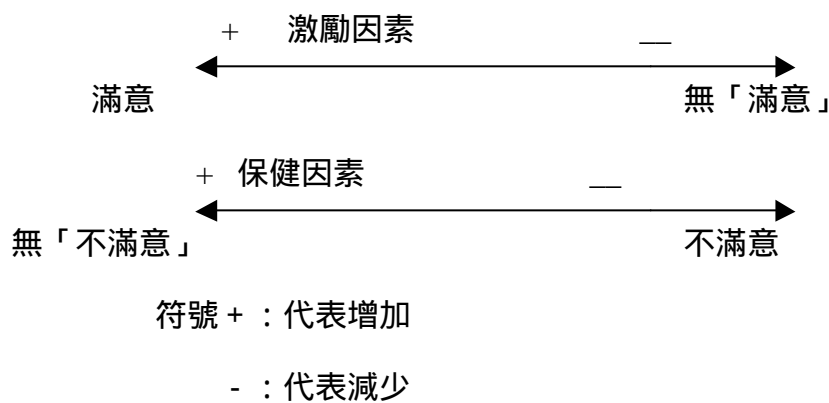 + 激勵因素 __
滿意 無「滿意」
+ 保健因素 __
無「不滿意」 不滿意
符號 + ：代表增加
- ：代表減少